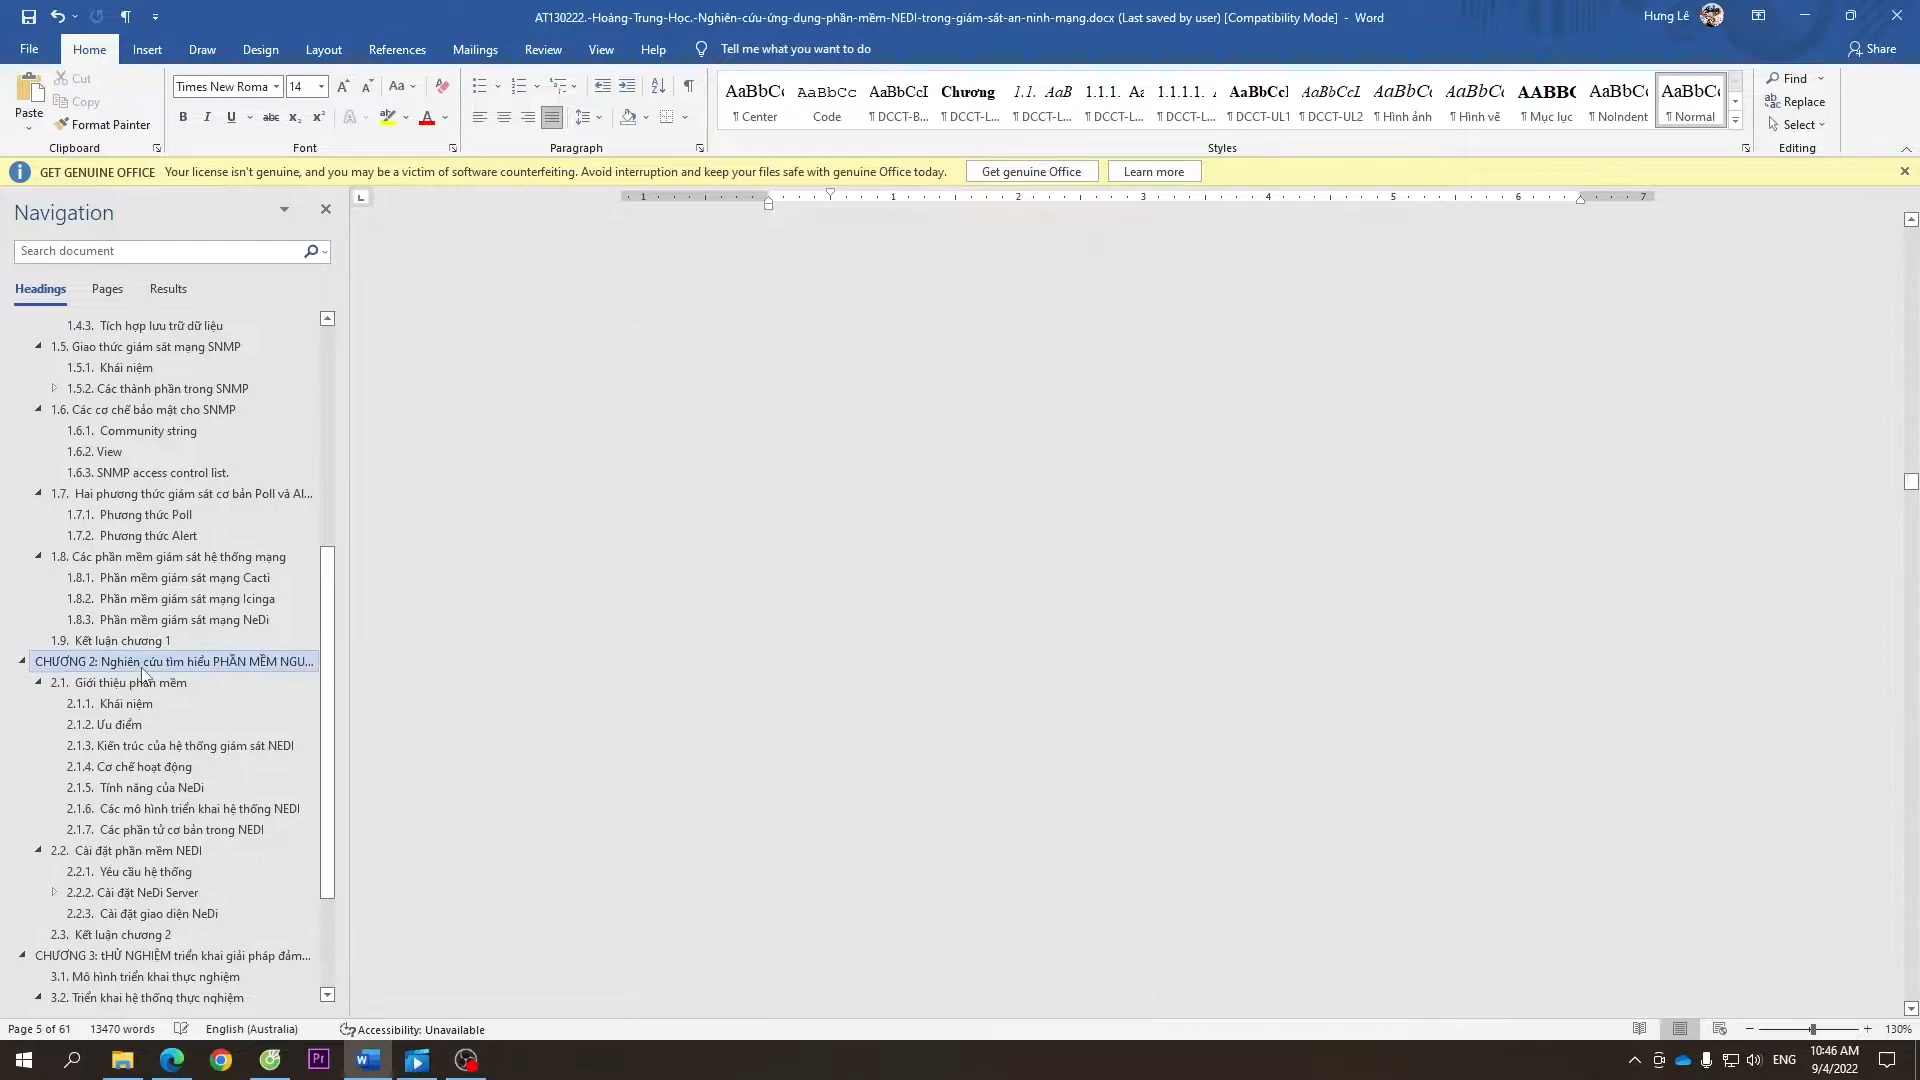 AT130222.-Hoàng-Trung-Học.-Nghiên-cứu-ứng-dụng-phần-mềm-NEDI-trong-giám-sát-an-ninh-mạng.docx (Last saved by user) [Compatibility Mode] - Word
Hưng Lê
File Home Insert Draw Design Layout References Mailings Review View Help Tell me what you want to do
Share
Paste
Cut
Copy
Format Painter
Clipboard
Times New Roma 14
Font
Paragraph
AaBbCc AaBbCc AaBbCcI Chương 1.1. AaB 1.1.1. Aa 1.1.1.1. AaBbCcI AaBbCcL AaBbCc AaBbCc AABBC AaBbC AaBbC
¶ Center Code ¶ DCCT-B... ¶ DCCT-L... ¶ DCCT-L... ¶ DCCT-L... ¶ DCCT-L... ¶ DCCT-UL1 ¶ DCCT-UL2 ¶ Hình ảnh ¶ Hình vẽ ¶ Mục lục ¶ NoIndent ¶ Normal
Styles
Find
Replace
Select
Editing
GET GENUINE OFFICE Your license isn't genuine, and you may be a victim of software counterfeiting. Avoid interruption and keep your files safe with genuine Office today. Get genuine Office Learn more
Navigation
Search document
Headings Pages Results
1 1 2 3 4 5 6 7
1.4.3. Tích hợp lưu trữ dữ liệu
1.5. Giao thức giám sát mạng SNMP
1.5.1. Khái niệm
1.5.2. Các thành phần trong SNMP
1.6. Các cơ chế bảo mật cho SNMP
1.6.1. Community string
1.6.2. View
1.6.3. SNMP access control list.
1.7. Hai phương thức giám sát cơ bản Poll và Al...
1.7.1. Phương thức Poll
1.7.2. Phương thức Alert
1.8. Các phần mềm giám sát hệ thống mạng
1.8.1. Phần mềm giám sát mạng Cacti
1.8.2. Phần mềm giám sát mạng Icinga
1.8.3. Phần mềm giám sát mạng NeDi
1.9. Kết luận chương 1
CHƯƠNG 2: Nghiên cứu tìm hiểu PHẦN MỀM NGU...
2.1. Giới thiệu phần mềm
2.1.1. Khái niệm
2.1.2. Ưu điểm
2.1.3. Kiến trúc của hệ thống giám sát NEDI
2.1.4. Cơ chế hoạt động
2.1.5. Tính năng của NeDi
2.1.6. Các mô hình triển khai hệ thống NEDI
2.1.7. Các phần tử cơ bản trong NEDI
2.2. Cài đặt phần mềm NEDI
2.2.1. Yêu cầu hệ thống
2.2.2. Cài đặt NeDi Server
2.2.3. Cài đặt giao diện NeDi
2.3. Kết luận chương 2
CHƯƠNG 3: tHỬ NGHIỆM triển khai giải pháp đảm...
3.1. Mô hình triển khai thực nghiệm
3.2. Triển khai hệ thống thực nghiệm
Page 5 of 61 13470 words English (Australia) Accessibility: Unavailable 130%
ENG
10:46 AM
9/4/2022